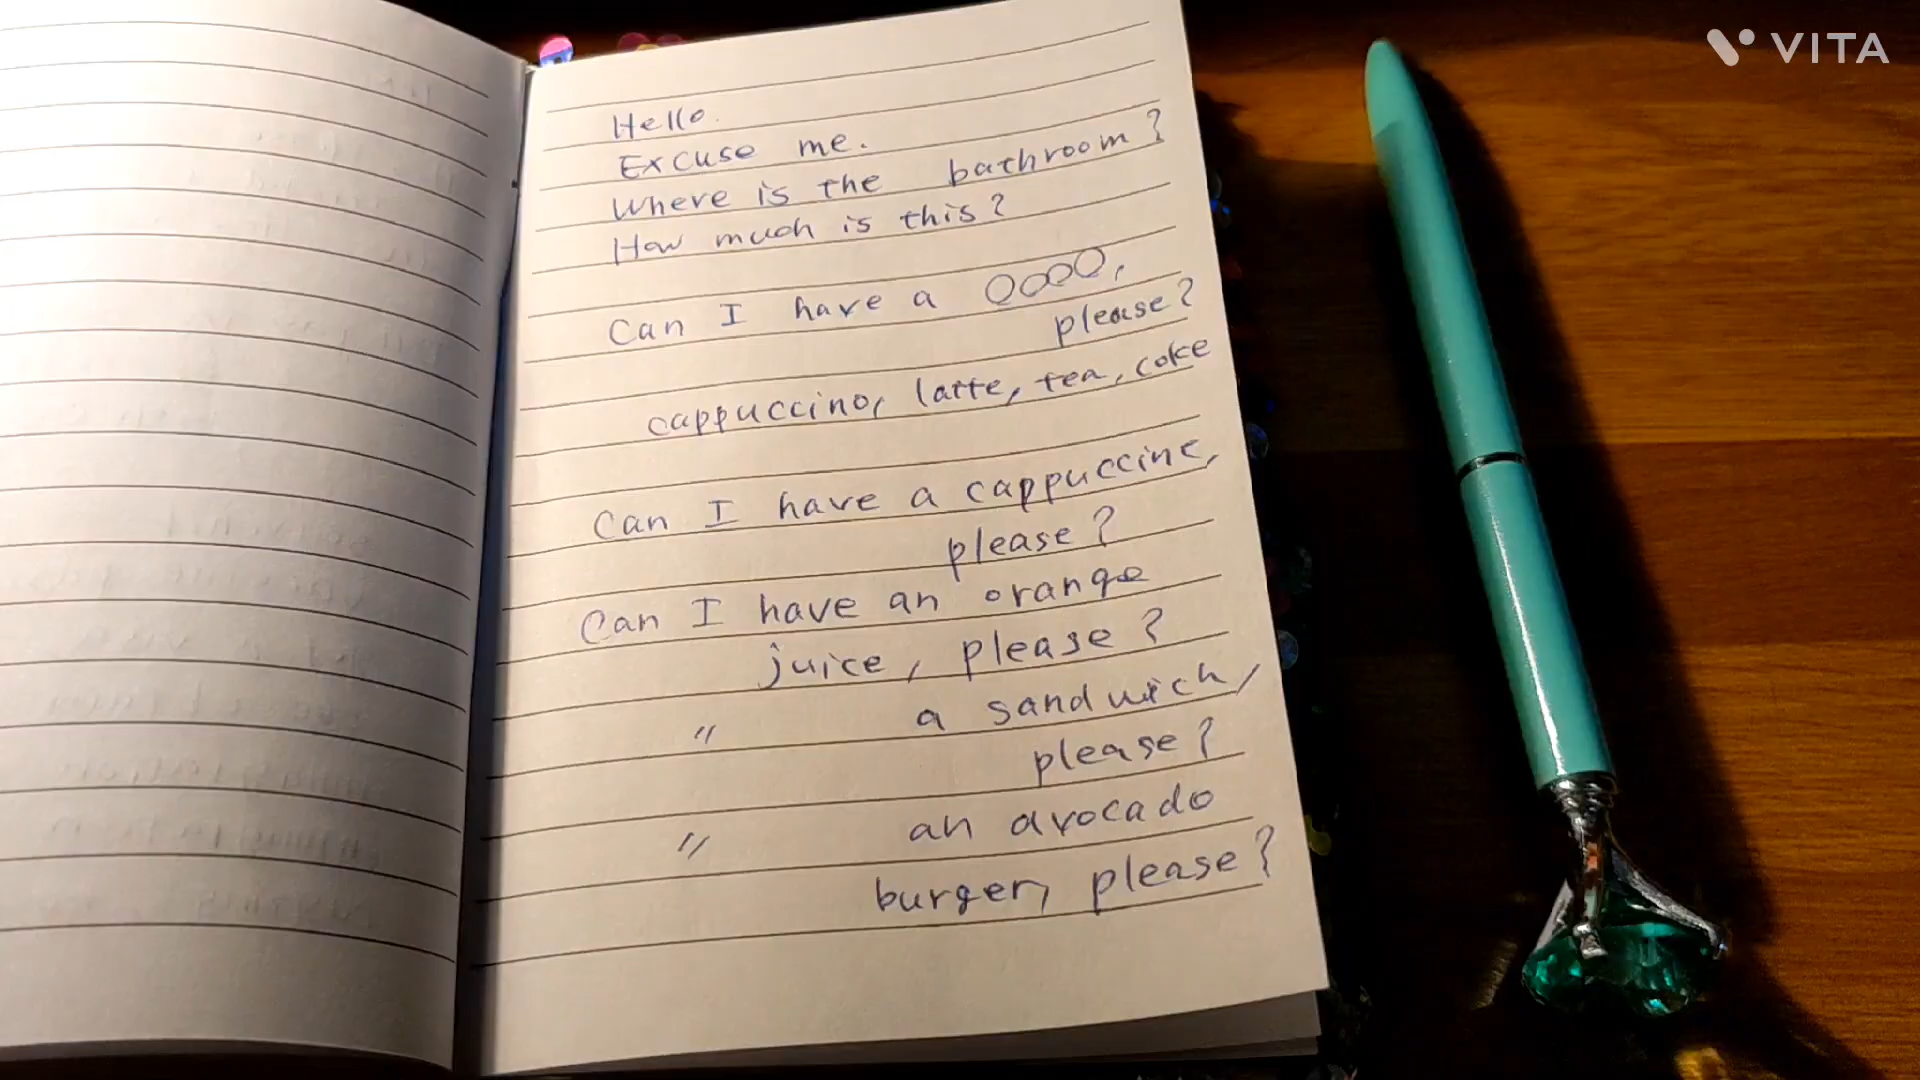 Hello.
Excuse me.
Where is the bathroom?
How much is this?
Can I have a OOOO,
please?
cappuccino, latte, tea, coke
Can I have a cappuccino,
please?
Can I have an orange
juice, please?
〃 a sandwich,
please?
〃 an avocado
burger, please?
VITA